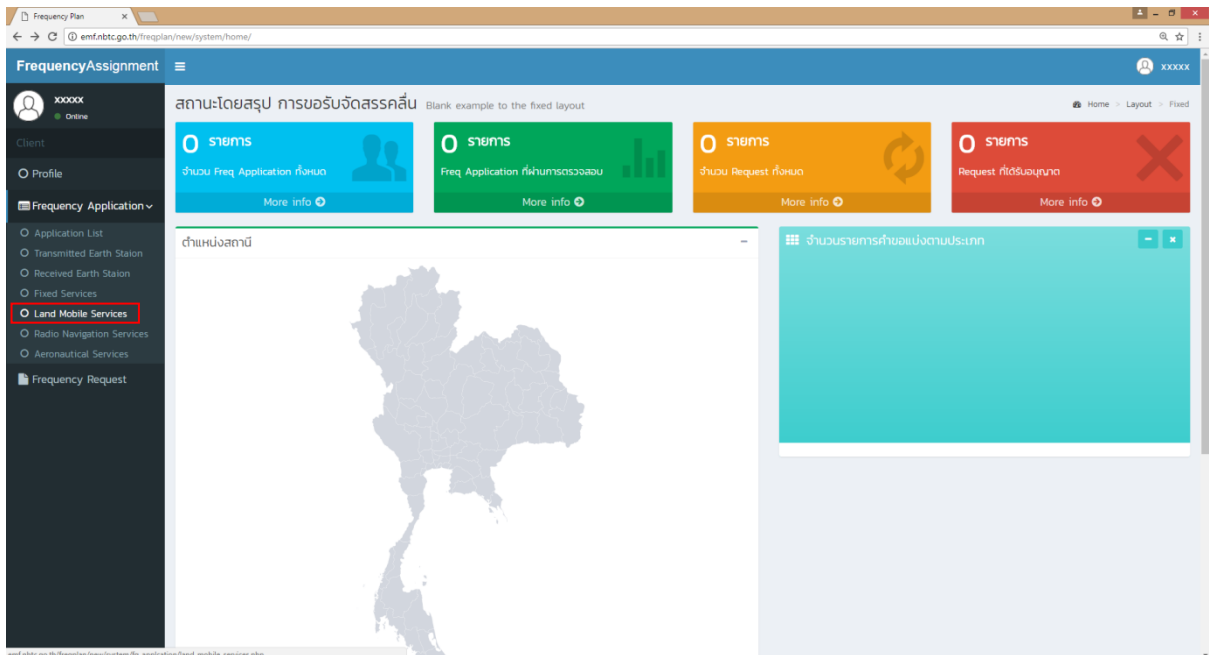 Frequency Plan
emf.nbtc.go.th/freqplan/new/system/home/
FrequencyAssignment
xxxxx
xxxxx
Online
สถานะโดยสรุป การขอรับจัดสรรคลื่น Blank example to the fixed layout
Home > Layout > Fixed
Client
Profile
Frequency Application
Application List
Transmitted Earth Staion
Received Earth Staion
Fixed Services
Land Mobile Services
Radio Navigation Services
Aeronautical Services
Frequency Request
0 รายการ
จำนวน Freq Application ทั้งหมด
More info
0 รายการ
Freq Application ที่ผ่านการตรวจสอบ
More info
0 รายการ
จำนวน Request ทั้งหมด
More info
0 รายการ
Request ที่ได้รับอนุญาต
More info
ตำแหน่งสถานี
จำนวนรายการคำขอแบ่งตามประเภท